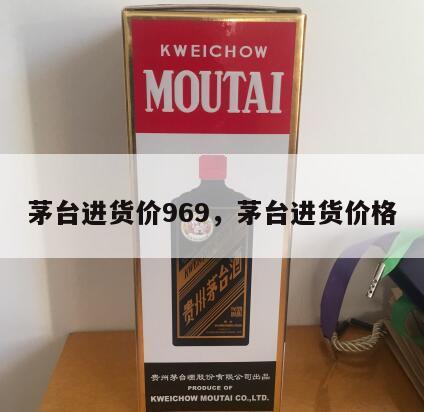 KWEICHOW
MOUTAI
茅台进货价969，茅台进货价格
KWEICHOW
贵州茅台酒
贵州茅台酒股份有限公司出品
PRODUCE OF
KWEICHOW MOUTAI CO.,LTD.